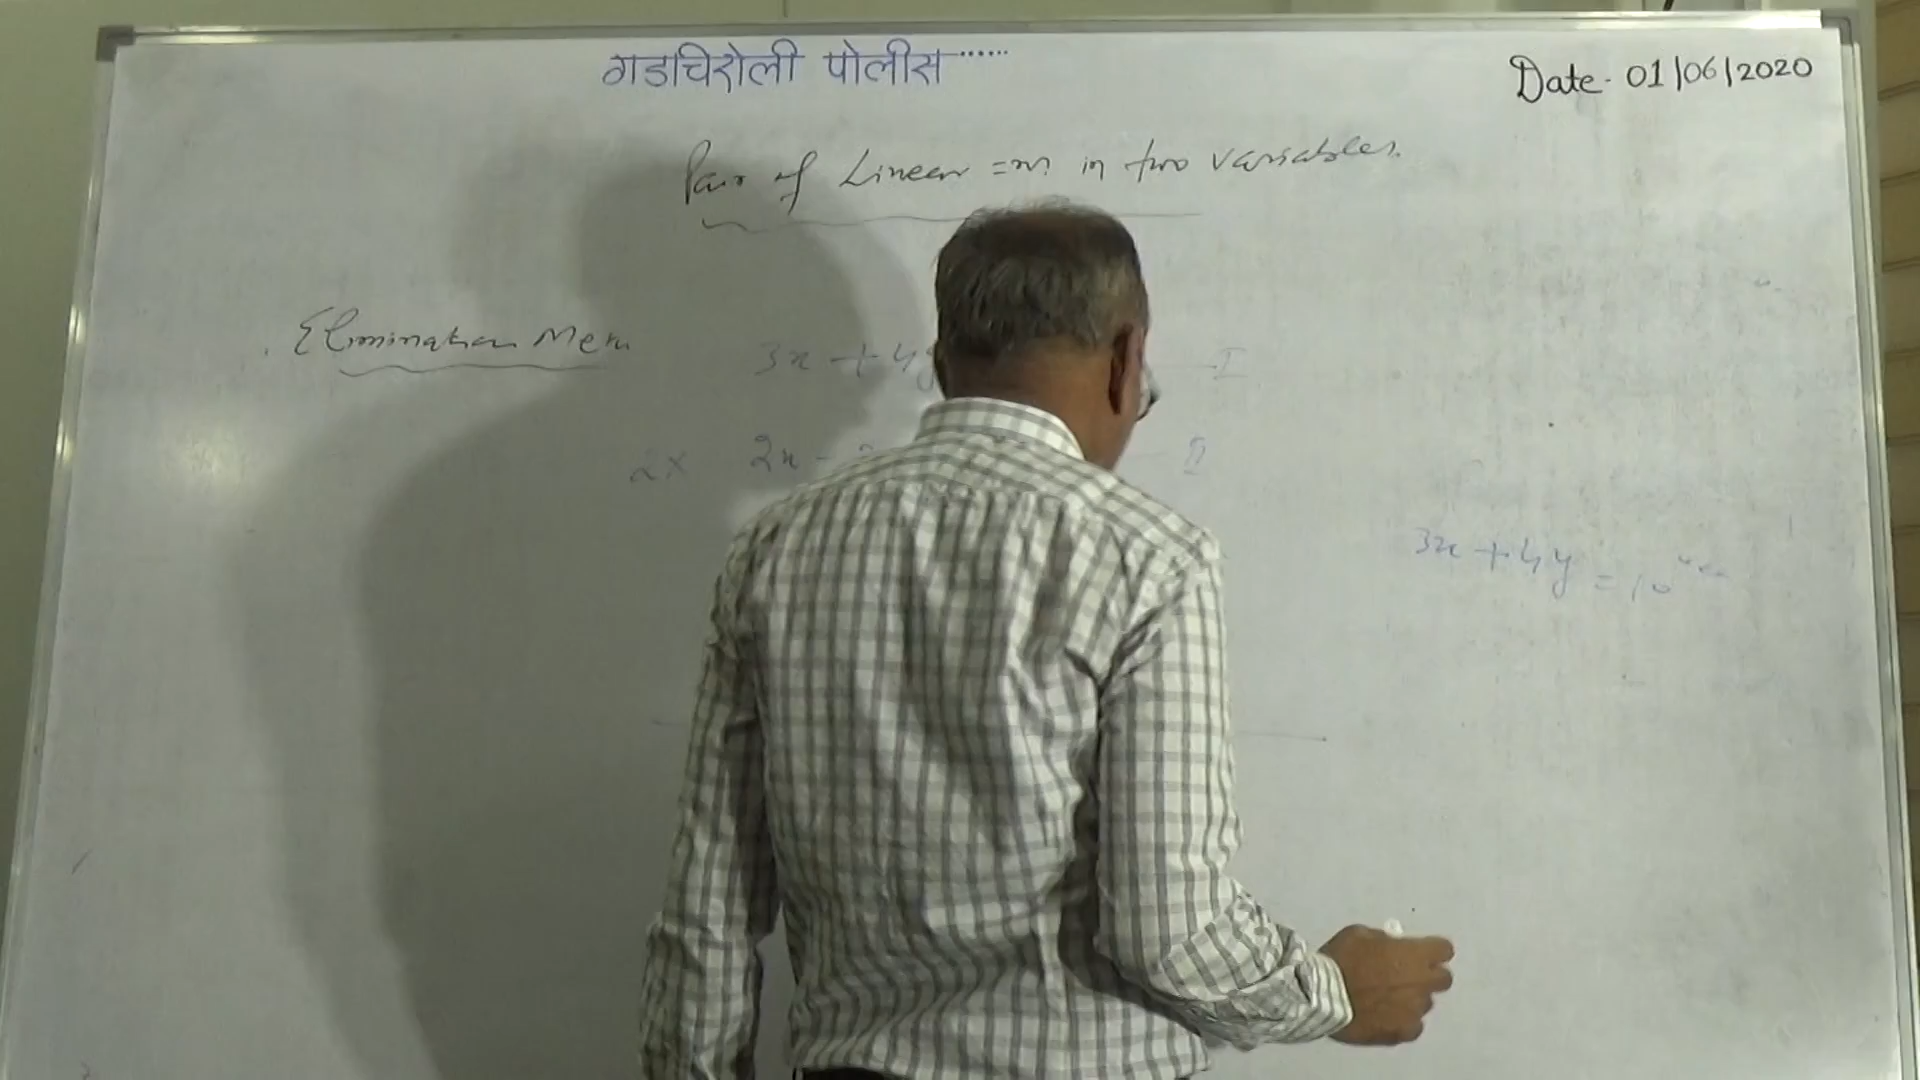 गडचिरोली पोलीस ......
Date. 01/06/2020
Pair of Linear =n? in two variables.
Elimination Meth
3x + 4y I
2x 2x - II
3x + 4y = 10